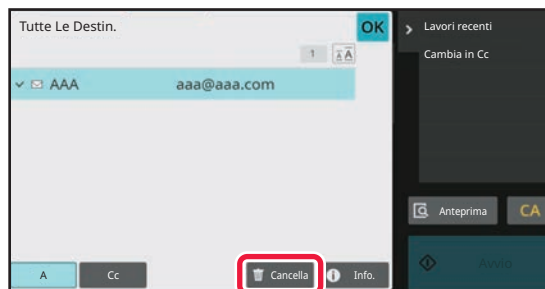 Tutte Le Destin.
OK
1
AAA aaa@aaa.com
A
Cc
Cancella
Info.
Lavori recenti
Cambia in Cc
Anteprima
CA
Avvio